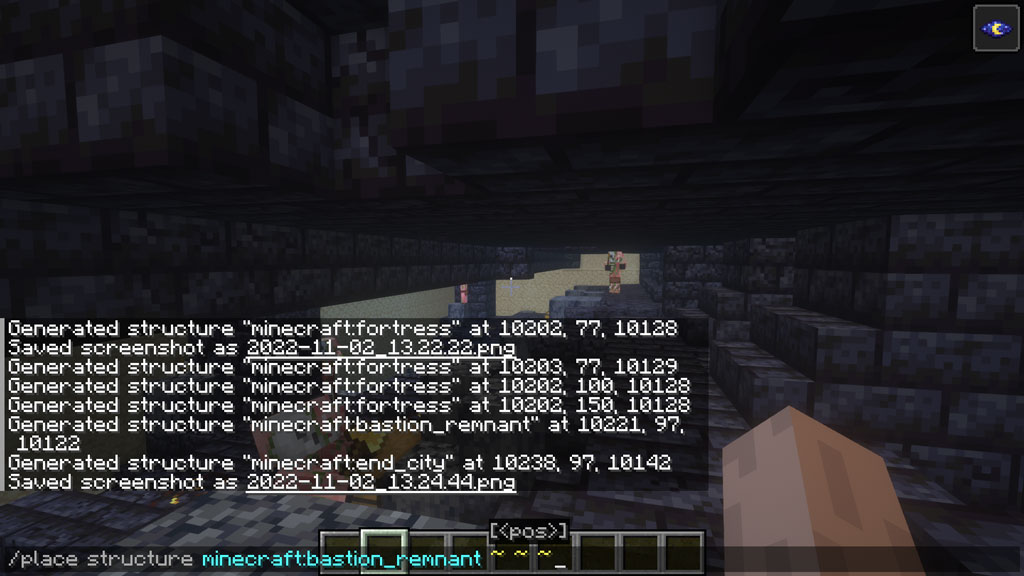 Generated structure "minecraft:fortress" at 10202, 77, 10128
Saved screenshot as 2022-11-02_13.22.22.png
Generated structure "minecraft:fortress" at 10203, 77, 10129
Generated structure "minecraft:fortress" at 10202, 100, 10128
Generated structure "minecraft:fortress" at 10202, 150, 10128
Generated structure "minecraft:bastion_remnant" at 10221, 97,
10122
Generated structure "minecraft:end_city" at 10238, 97, 10142
Saved screenshot as 2022-11-02_13.24.44.png
[<pos>]
/place structure minecraft:bastion_remnant ~ ~ ~ _